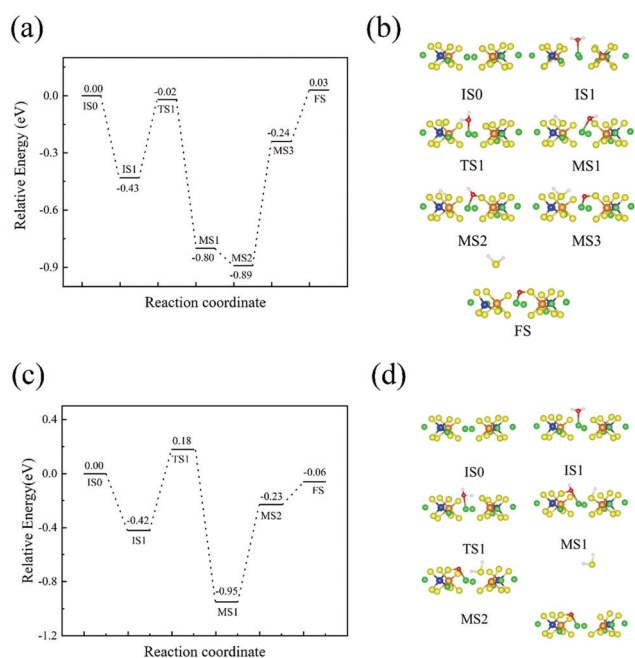 (a)
Relative Energy (eV)
0.0
-0.3
-0.6
-0.9
0.00
IS0
IS1
-0.43
-0.02
TS1
MS1
-0.80
MS2
-0.89
-0.24
MS3
0.03
FS
Reaction coordinate
(b)
IS0 IS1
TS1 MS1
MS2 MS3
FS
(c)
Relative Energy(eV)
0.4
0.0
-0.4
-0.8
-1.2
0.00
IS0
-0.42
IS1
0.18
TS1
-0.95
MS1
-0.23
MS2
-0.06
FS
Reaction coordinate
(d)
IS0 IS1
TS1 MS1
MS2